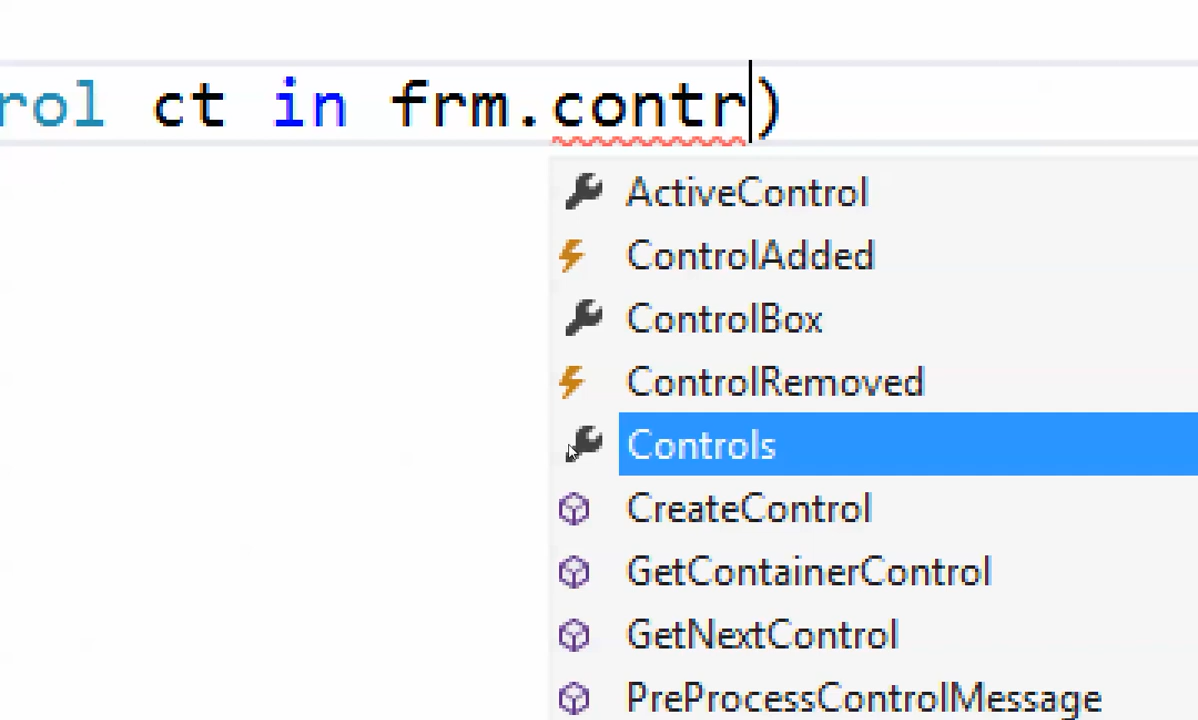 rol ct in frm.contr)
ActiveControl
ControlAdded
ControlBox
ControlRemoved
Controls
CreateControl
GetContainerControl
GetNextControl
PreProcessControlMessage